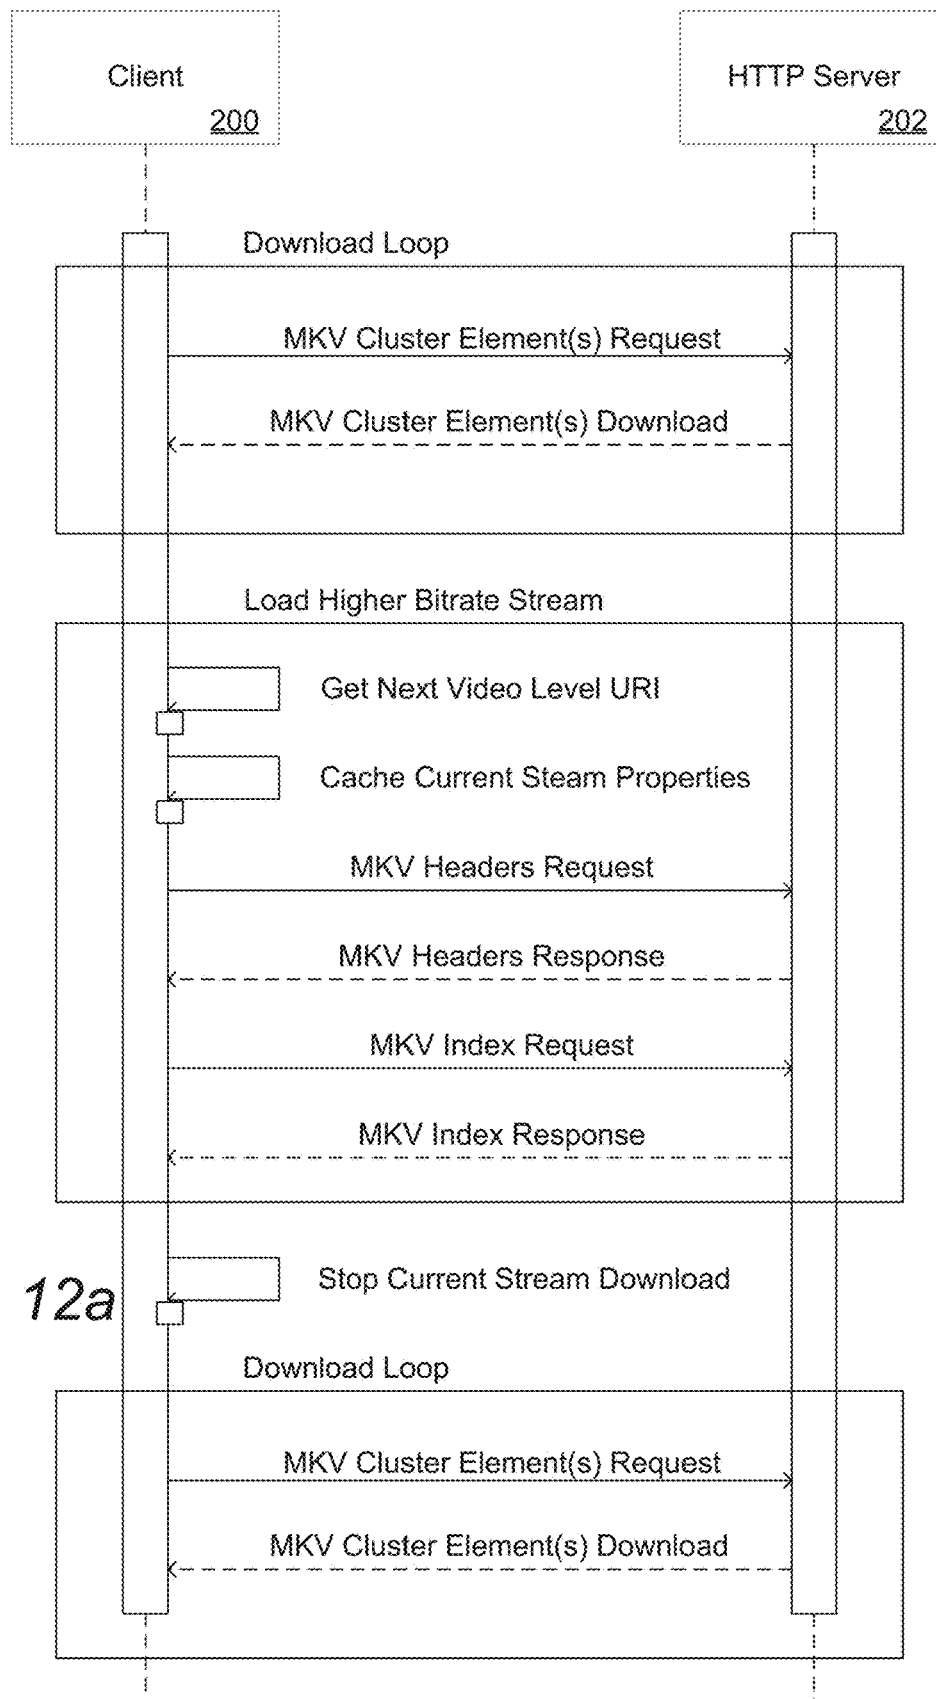 Client
200
HTTP Server
202
Download Loop
MKV Cluster Element(s) Request
MKV Cluster Element(s) Download
Load Higher Bitrate Stream
Get Next Video Level URI
Cache Current Steam Properties
MKV Headers Request
MKV Headers Response
MKV Index Request
MKV Index Response
Stop Current Stream Download
12a
Download Loop
MKV Cluster Element(s) Request
MKV Cluster Element(s) Download